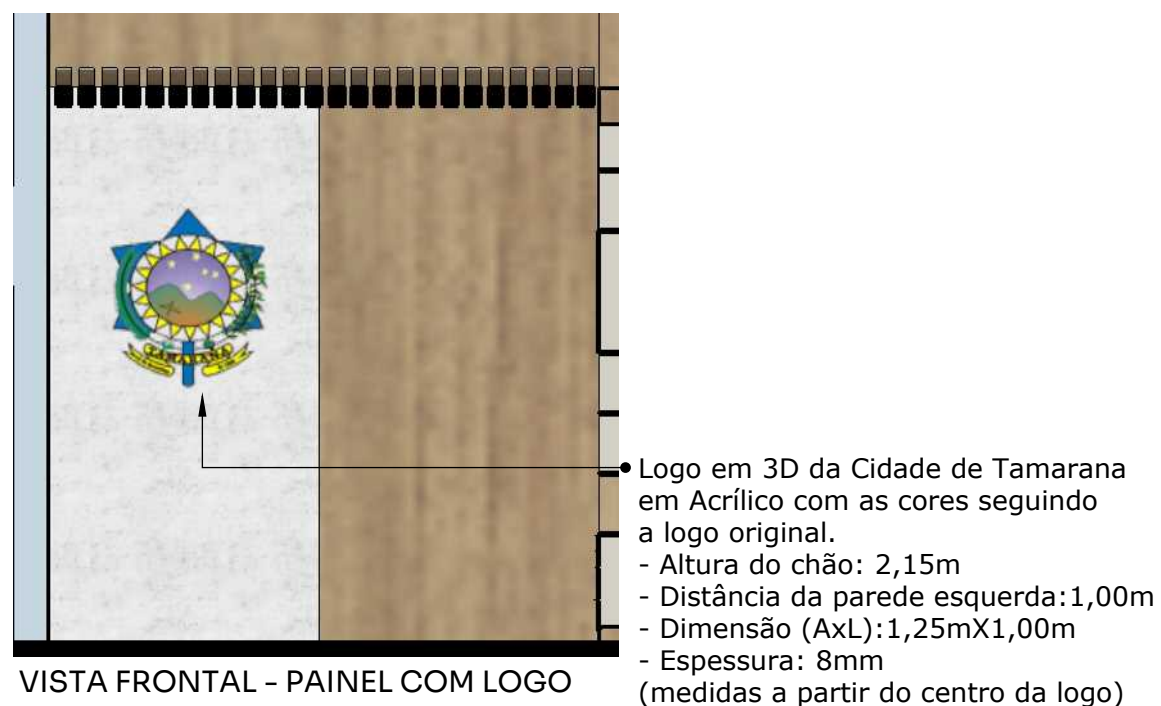 TAMARANA
Logo em 3D da Cidade de Tamarana
em Acrílico com as cores seguindo
a logo original.
- Altura do chão: 2,15m
- Distância da parede esquerda:1,00m
- Dimensão (AxL):1,25mX1,00m
- Espessura: 8mm
(medidas a partir do centro da logo)
VISTA FRONTAL - PAINEL COM LOGO